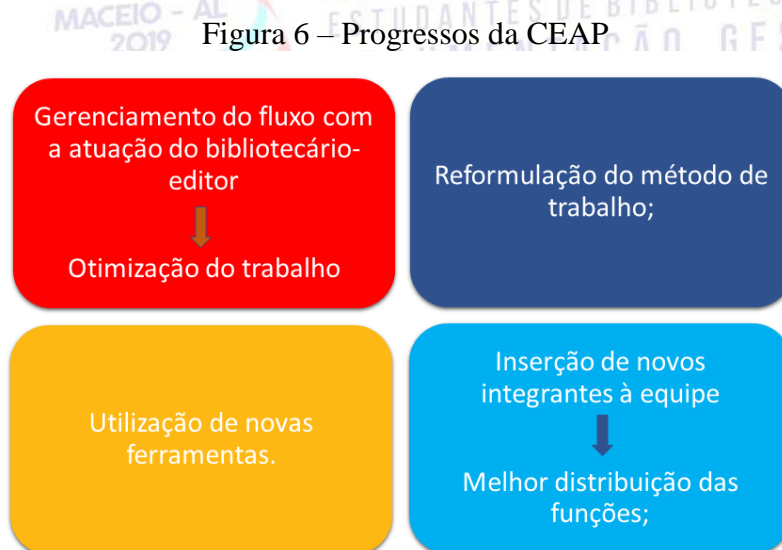 MACEIO - AL
2019
ESTUDANTES DE BIBLIOTE
Figura 6 – Progressos da CEAP
Gerenciamento do fluxo com
a atuação do bibliotecário-
editor
Otimização do trabalho
Reformulação do método de
trabalho;
Utilização de novas
ferramentas.
Inserção de novos
integrantes à equipe
Melhor distribuição das
funções;